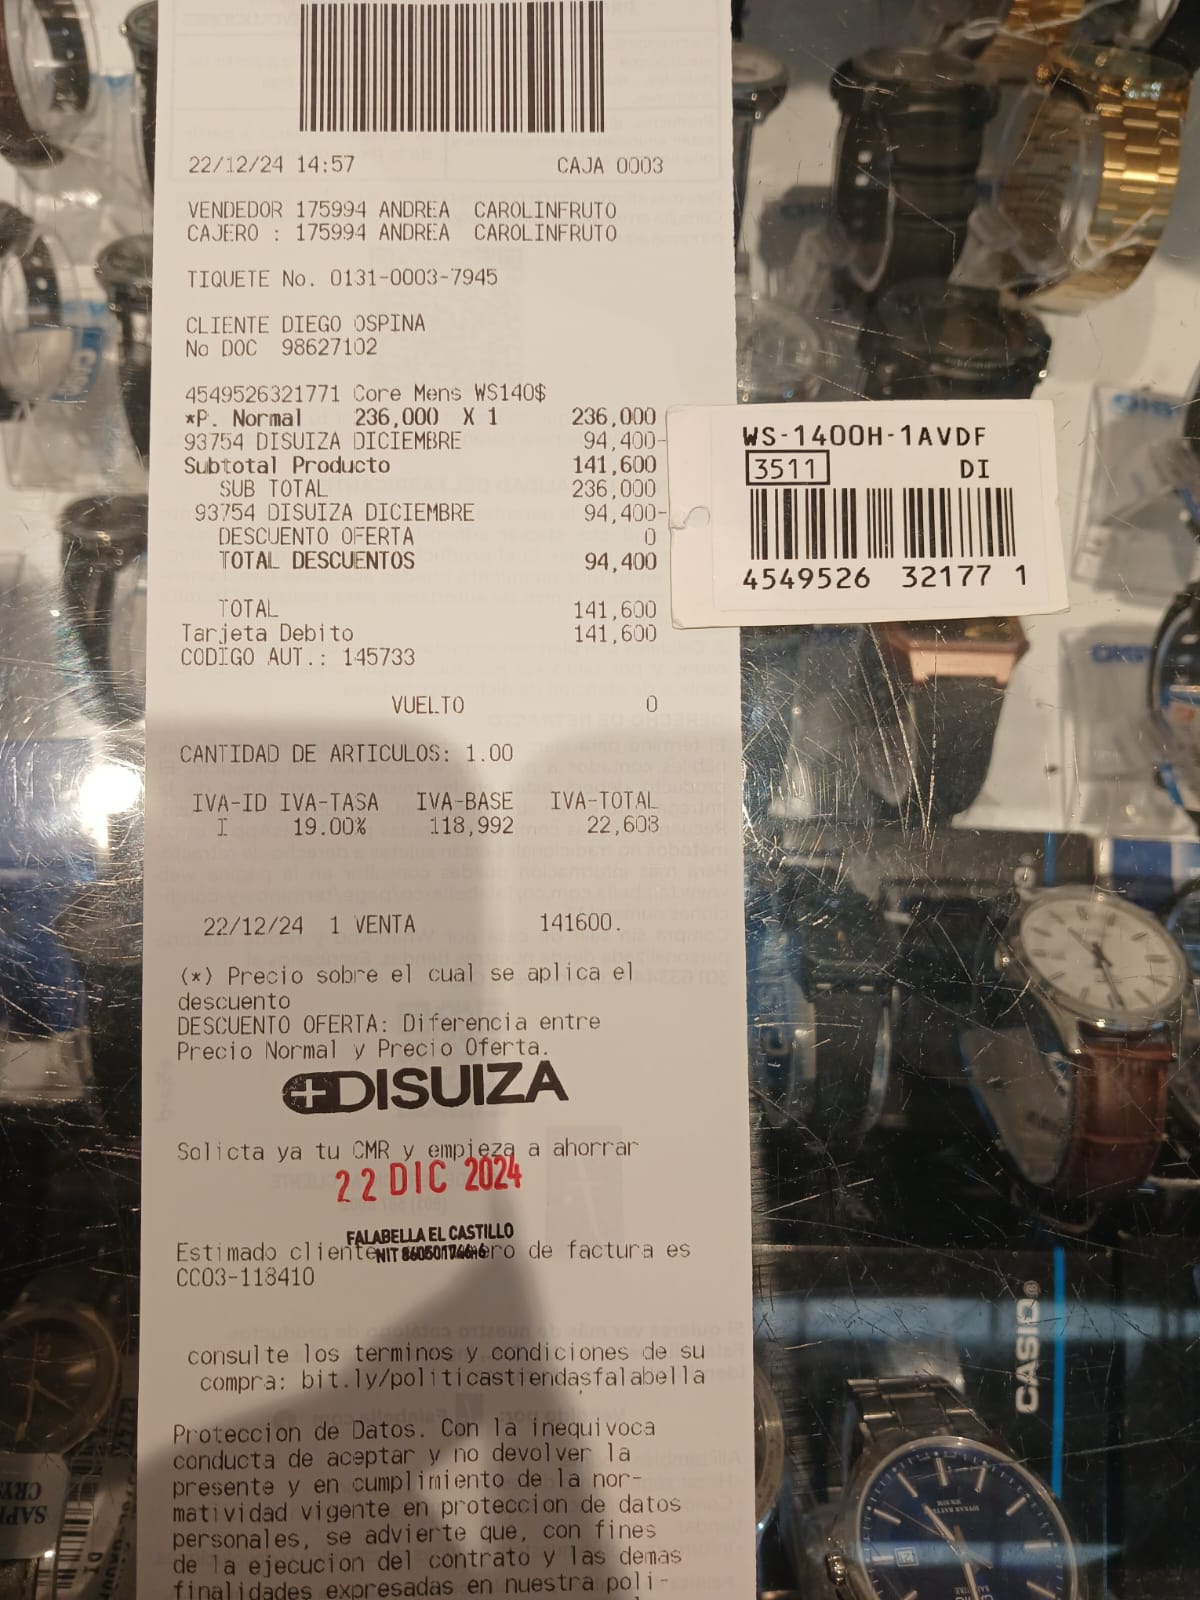 22/12/24 14:57 CAJA 0003
VENDEDOR 175994 ANDREA CAROLINFRUTO
CAJERO : 175994 ANDREA CAROLINFRUTO
TIQUETE No. 0131-0003-7945
CLIENTE DIEGO OSPINA
No DOC 98627102
4549526321771 Core Mens WS140$
*P. Normal 236,000 X 1 236,000
93754 DISUIZA DICIEMBRE 94,400-
Subtotal Producto 141,600
SUB TOTAL 236,000
93754 DISUIZA DICIEMBRE 94,400-
DESCUENTO OFERTA 0
TOTAL DESCUENTOS 94,400
TOTAL 141,600
Tarjeta Debito 141,600
CODIGO AUT.: 145733
VUELTO 0
CANTIDAD DE ARTICULOS: 1.00
IVA-ID IVA-TASA IVA-BASE IVA-TOTAL
I 19.00% 118,992 22,608
22/12/24 1 VENTA 141600.
(*) Precio sobre el cual se aplica el
descuento
DESCUENTO OFERTA: Diferencia entre
Precio Normal y Precio Oferta.
DISUIZA
Solicta ya tu CMR y empieza a ahorrar
22 DIC 2024
FALABELLA EL CASTILLO
Estimado cliente de factura es
CC03-118410
consulte los terminos y condiciones de su
compra: bit.ly/politicastiendasfalabella
Proteccion de Datos. Con la inequivoca
conducta de aceptar y no devolver la
presente y en cumplimiento de la nor-
matividad vigente en proteccion de datos
personales, se advierte que, con fines
de la ejecucion del contrato y las demas
finalidades expresadas en nuestra poli-
WS-1400H-1AVDF
3511 DI
4549526 32177 1
CASIO